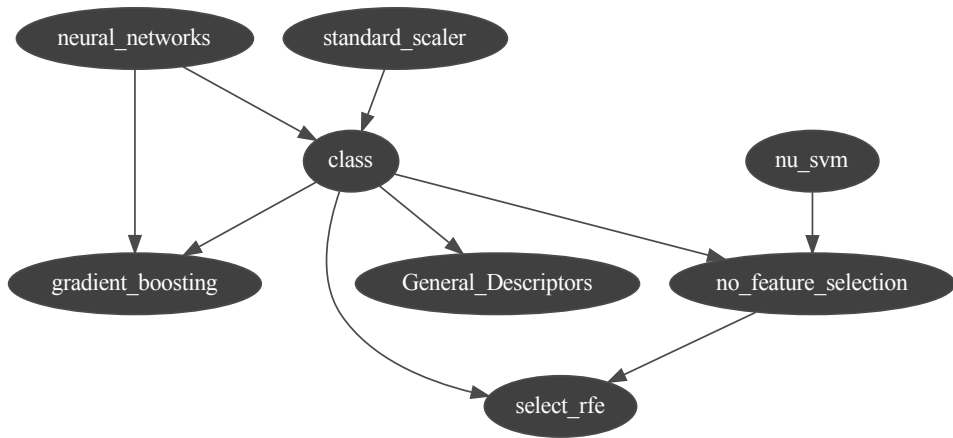 neural_networks
standard_scaler
class
nu_svm
gradient_boosting
General_Descriptors
no_feature_selection
select_rfe